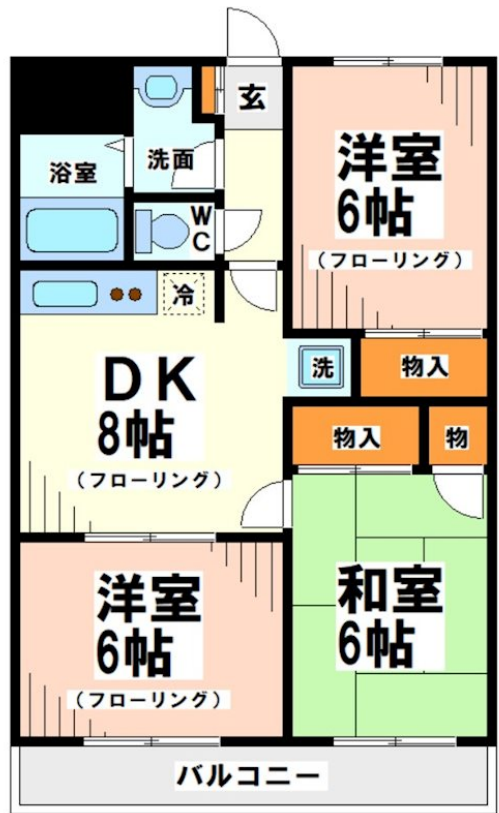 玄
洗面
浴室
WC
洋室
6帖
(フローリング)
冷
洗
物入
DK
8帖
(フローリング)
物入
物
洋室
6帖
(フローリング)
和室
6帖
バルコニー